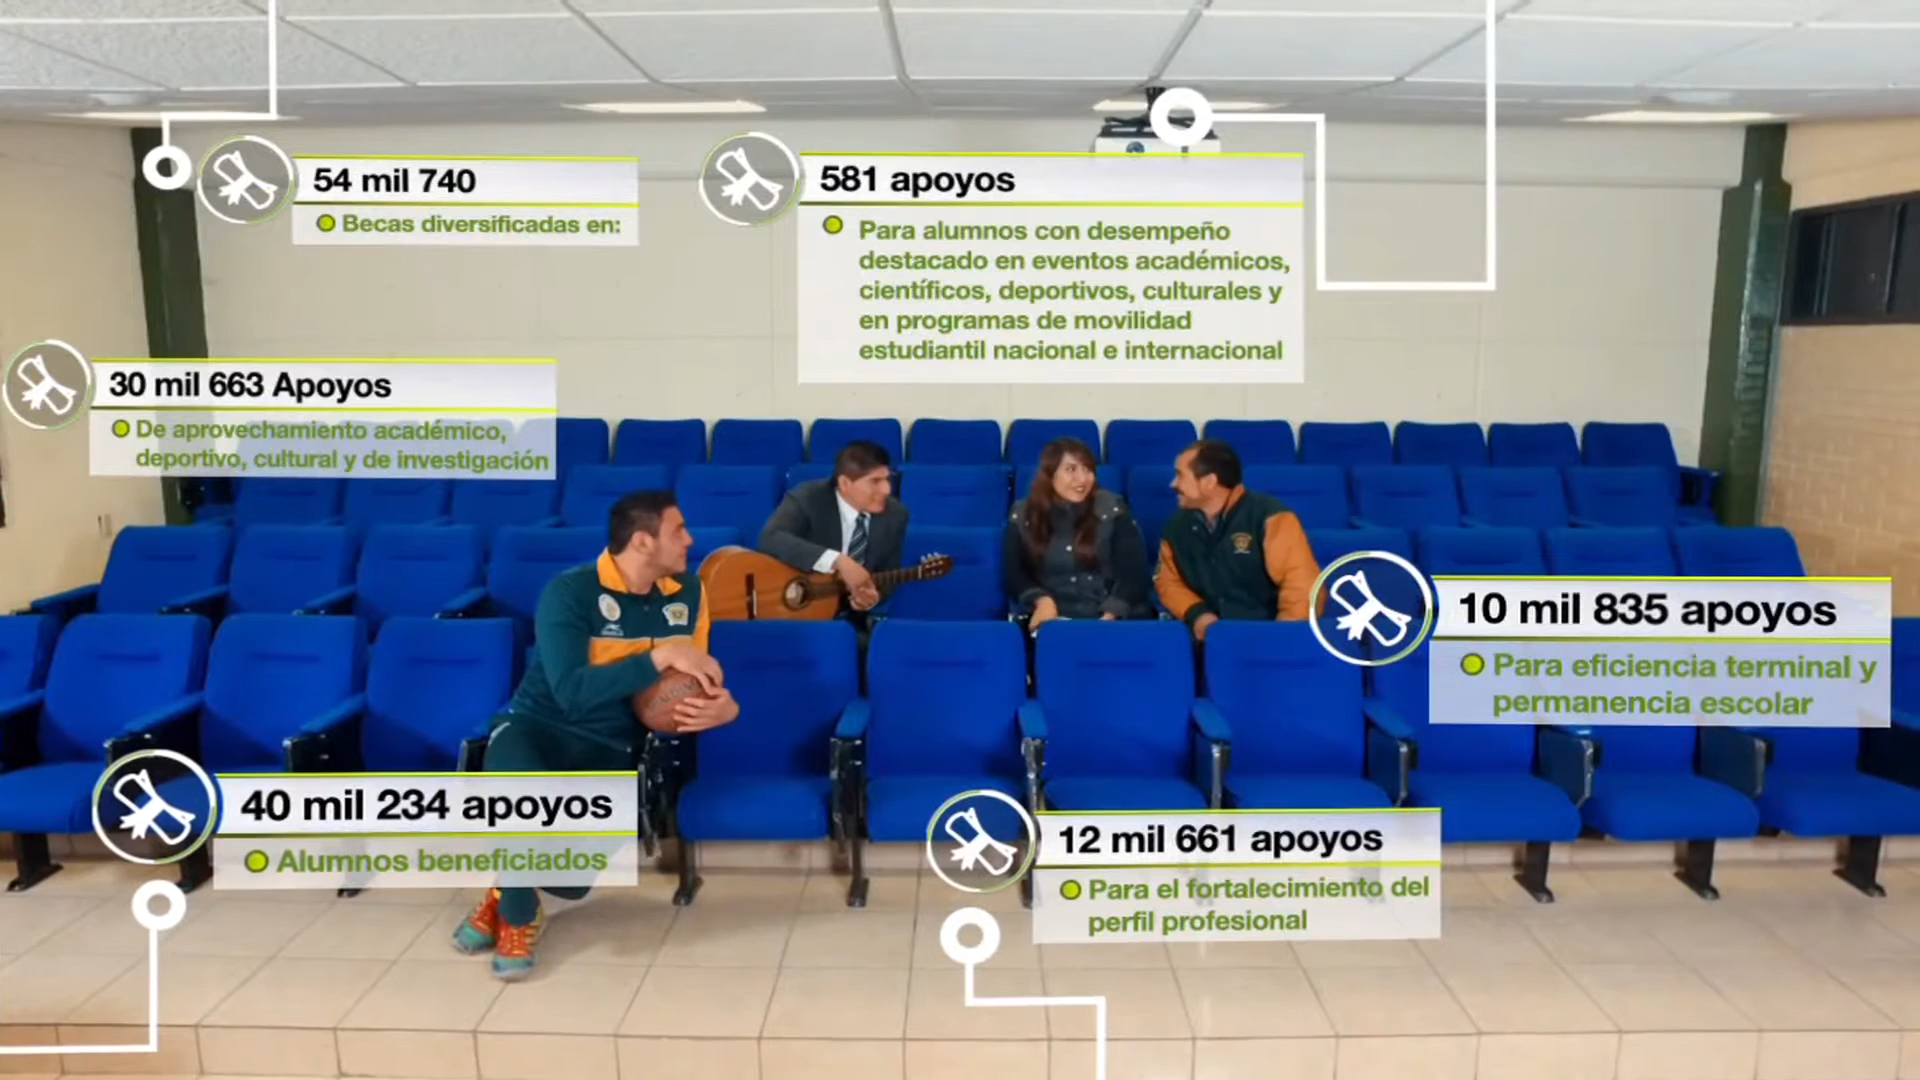 54 mil 740
Becas diversificadas en:
581 apoyos
Para alumnos con desempeño
destacado en eventos académicos,
científicos, deportivos, culturales y
en programas de movilidad
estudiantil nacional e internacional
30 mil 663 Apoyos
De aprovechamiento académico,
deportivo, cultural y de investigación
10 mil 835 apoyos
Para eficiencia terminal y
permanencia escolar
40 mil 234 apoyos
Alumnos beneficiados
12 mil 661 apoyos
Para el fortalecimiento del
perfil profesional